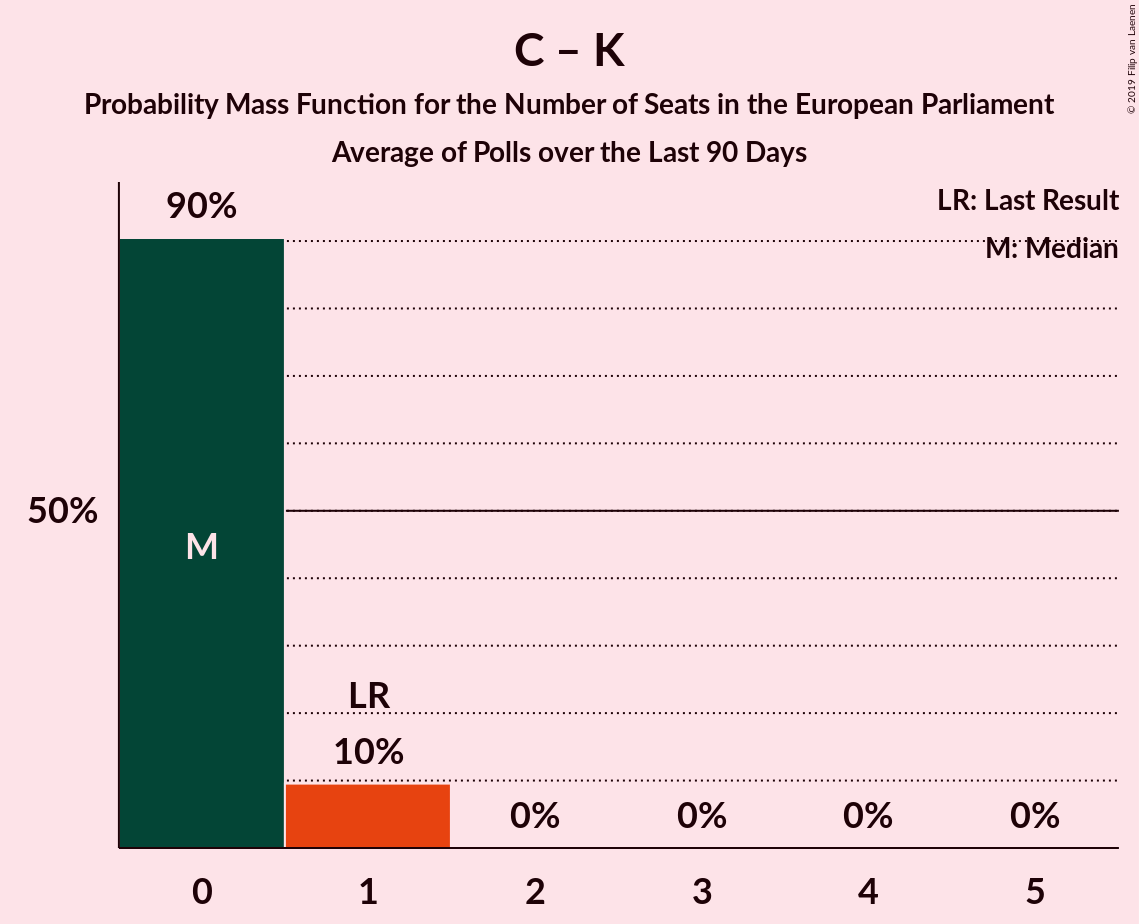 C – K
Probability Mass Function for the Number of Seats in the European Parliament
Average of Polls over the Last 90 Days
© 2019 Filip van Laenen
LR: Last Result
M: Median
90%
50%
M
LR
10%
0%
0%
0%
0%
0
1
2
3
4
5